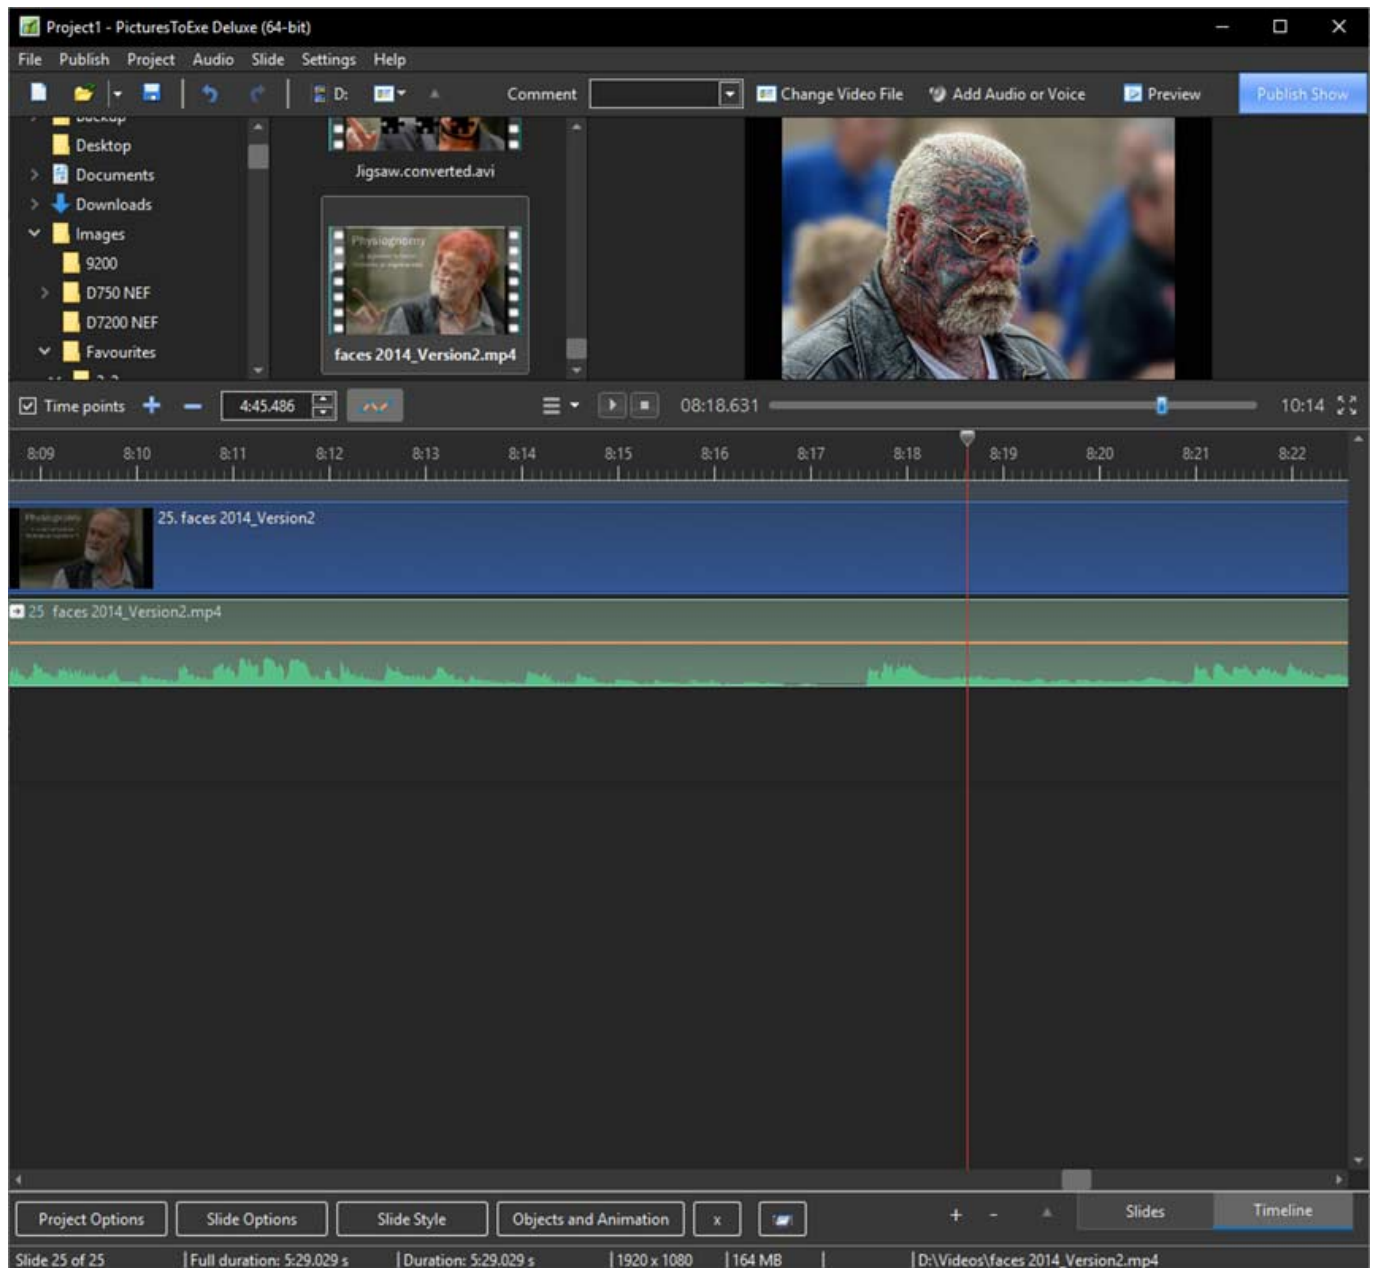 Project1 - PicturesToExe Deluxe (64-bit)
File Publish Project Audio Slide Settings Help
D: Comment Change Video File Add Audio or Voice Preview Publish Show
Backup
Desktop
Documents
Downloads
Images
9200
D750 NEF
D7200 NEF
Favourites
Jigsaw.converted.avi
Physiognomy
faces 2014_Version2.mp4
Time points 4:45.486 08:18.631 10:14
8:09 8:10 8:11 8:12 8:13 8:14 8:15 8:16 8:17 8:18 8:19 8:20 8:21 8:22
Physiognomy
25. faces 2014_Version2
25 faces 2014_Version2.mp4
Project Options Slide Options Slide Style Objects and Animation x + - Slides Timeline
Slide 25 of 25 Full duration: 5:29.029 s Duration: 5:29.029 s 1920 x 1080 164 MB D:\Videos\faces 2014_Version2.mp4